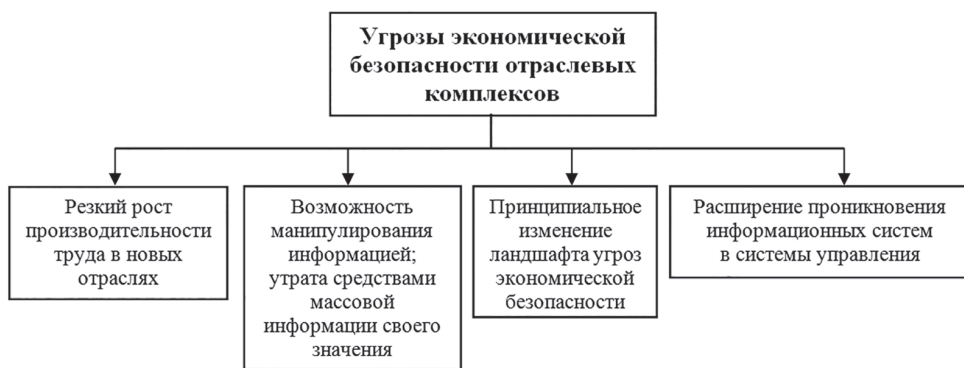 Угрозы экономической
безопасности отраслевых
комплексов
Резкий рост
производительности
труда в новых
отраслях
Возможность
манипулирования
информацией;
утрата средствами
массовой
информации своего
значения
Принципиальное
изменение
ландшафта угроз
экономической
безопасности
Расширение проникновения
информационных систем
в системы управления